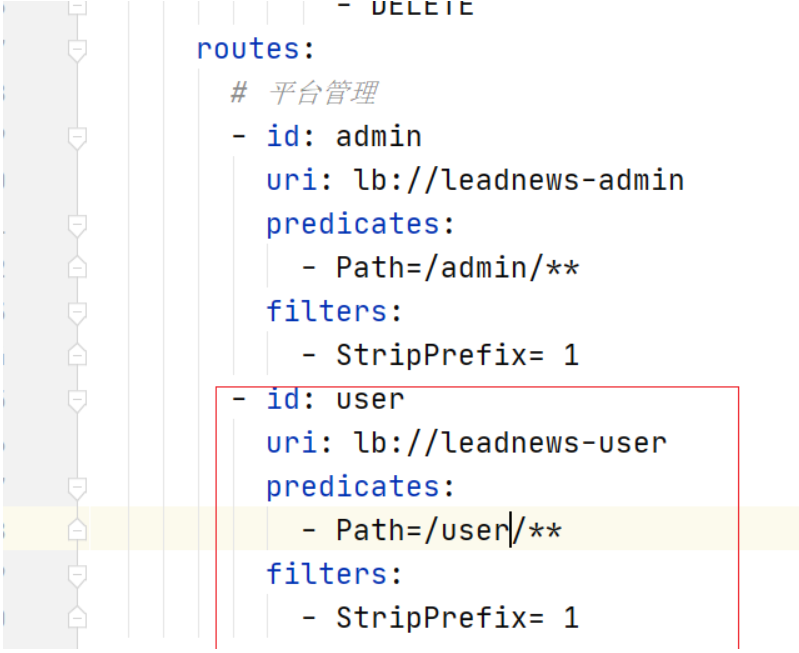 - DELETE
routes:
# 平台管理
- id: admin
uri: lb://leadnews-admin
predicates:
- Path=/admin/**
filters:
- StripPrefix= 1
- id: user
uri: lb://leadnews-user
predicates:
- Path=/user/**
filters:
- StripPrefix= 1